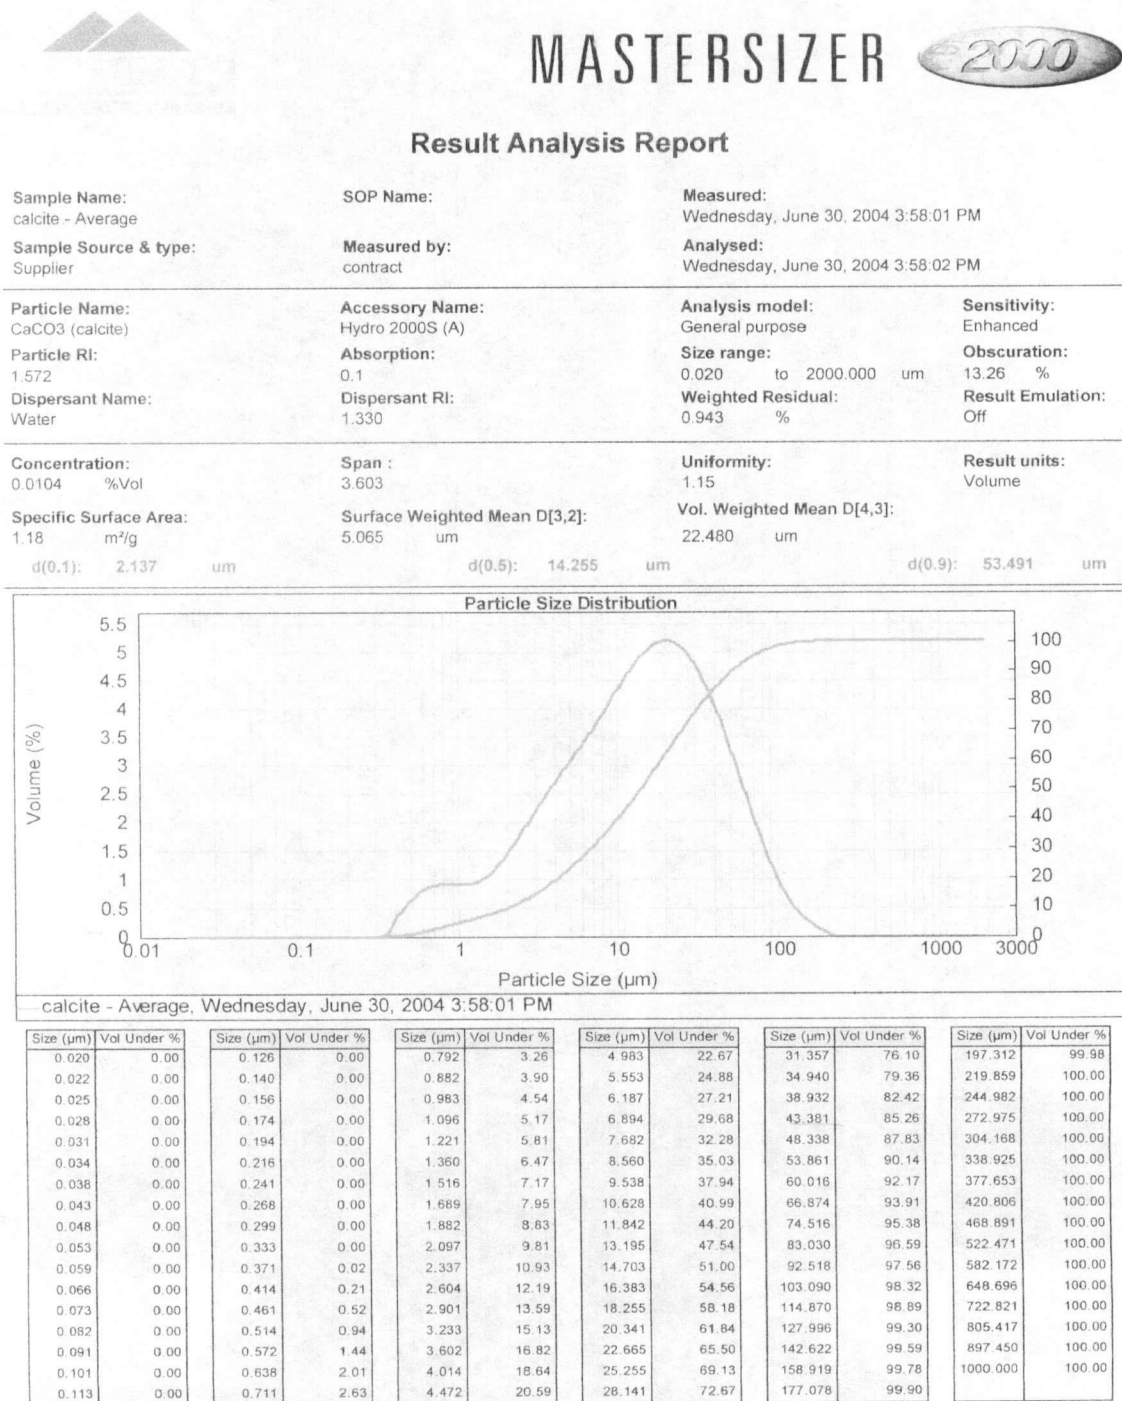 MASTERSIZER 2000
Result Analysis Report
Sample Name: SOP Name: Measured:
calcite - Average Wednesday, June 30, 2004 3:58:01 PM
Sample Source & type: Measured by: Analysed:
Supplier contract Wednesday, June 30, 2004 3:58:02 PM
Particle Name: Accessory Name: Analysis model: Sensitivity:
CaCO3 (calcite) Hydro 2000S (A) General purpose Enhanced
Particle RI: Absorption: Size range: Obscuration:
1.572 0.1 0.020 to 2000.000 um 13.26 %
Dispersant Name: Dispersant RI: Weighted Residual: Result Emulation:
Water 1.330 0.943 % Off
Concentration: Span : Uniformity: Result units:
0.0104 %Vol 3.603 1.15 Volume
Specific Surface Area: Surface Weighted Mean D[3,2]: Vol. Weighted Mean D[4,3]:
1.18 m²/g 5.065 um 22.480 um
d(0.1): 2.137 um d(0.5): 14.255 um d(0.9): 53.491 um
Particle Size Distribution
Volume (%)
5.5
5
4.5
4
3.5
3
2.5
2
1.5
1
0.5
0
100
90
80
70
60
50
40
30
20
10
0
0.01 0.1 1 10 100 1000 3000
Particle Size (µm)
calcite - Average, Wednesday, June 30, 2004 3:58:01 PM
Size (µm) Vol Under % Size (µm) Vol Under % Size (µm) Vol Under % Size (µm) Vol Under % Size (µm) Vol Under % Size (µm) Vol Under %
0.020 0.00 0.126 0.00 0.792 3.26 4.983 22.67 31.357 76.10 197.312 99.98
0.022 0.00 0.140 0.00 0.882 3.90 5.553 24.88 34.940 79.36 219.859 100.00
0.025 0.00 0.156 0.00 0.983 4.54 6.187 27.21 38.932 82.42 244.982 100.00
0.028 0.00 0.174 0.00 1.096 5.17 6.894 29.68 43.381 85.26 272.975 100.00
0.031 0.00 0.194 0.00 1.221 5.81 7.682 32.28 48.338 87.83 304.168 100.00
0.034 0.00 0.216 0.00 1.360 6.47 8.560 35.03 53.861 90.14 338.925 100.00
0.038 0.00 0.241 0.00 1.516 7.17 9.538 37.94 60.016 92.17 377.653 100.00
0.043 0.00 0.268 0.00 1.689 7.95 10.628 40.99 66.874 93.91 420.806 100.00
0.048 0.00 0.299 0.00 1.882 8.83 11.842 44.20 74.516 95.38 468.891 100.00
0.053 0.00 0.333 0.00 2.097 9.81 13.195 47.54 83.030 96.59 522.471 100.00
0.059 0.00 0.371 0.02 2.337 10.93 14.703 51.00 92.518 97.56 582.172 100.00
0.066 0.00 0.414 0.21 2.604 12.19 16.383 54.56 103.090 98.32 648.696 100.00
0.073 0.00 0.461 0.52 2.901 13.59 18.255 58.18 114.870 98.89 722.821 100.00
0.082 0.00 0.514 0.94 3.233 15.13 20.341 61.84 127.996 99.30 805.417 100.00
0.091 0.00 0.572 1.44 3.602 16.82 22.665 65.50 142.622 99.59 897.450 100.00
0.101 0.00 0.638 2.01 4.014 18.64 25.255 69.13 158.919 99.78 1000.000 100.00
0.113 0.00 0.711 2.63 4.472 20.59 28.141 72.67 177.078 99.90